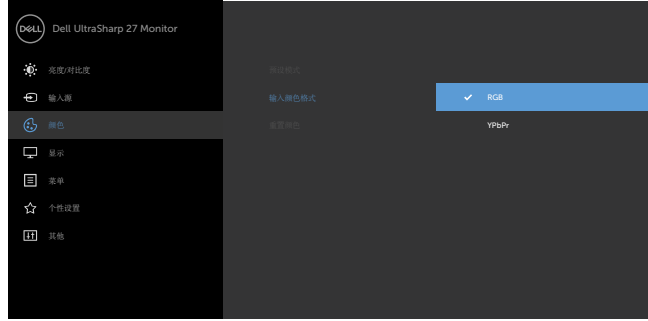 DELL Dell UltraSharp 27 Monitor
亮度/对比度 预设模式
输入源 输入颜色格式 RGB
颜色 重置颜色 YPbPr
显示
菜单
个性设置
其他